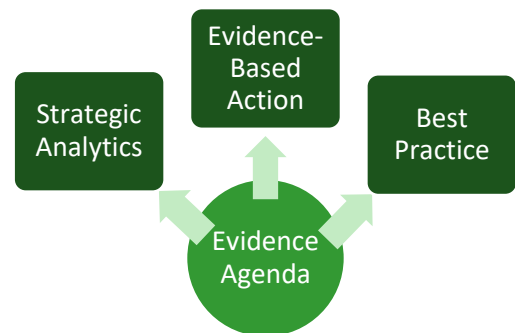 Evidence-
Based
Action
Strategic
Analytics
Best
Practice
Evidence
Agenda